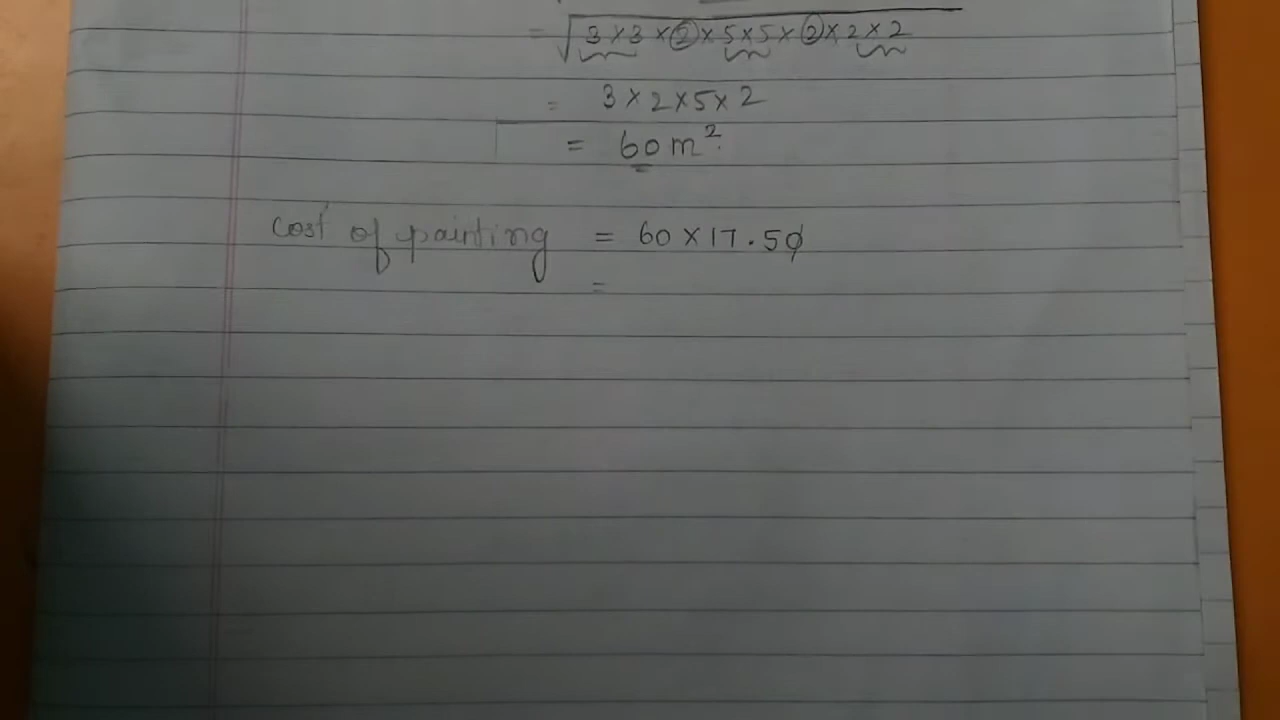 = √3×3×2×5×5×2×2×2
= 3×2×5×2
= 60 m².
Cost of painting = 60×17.50
=